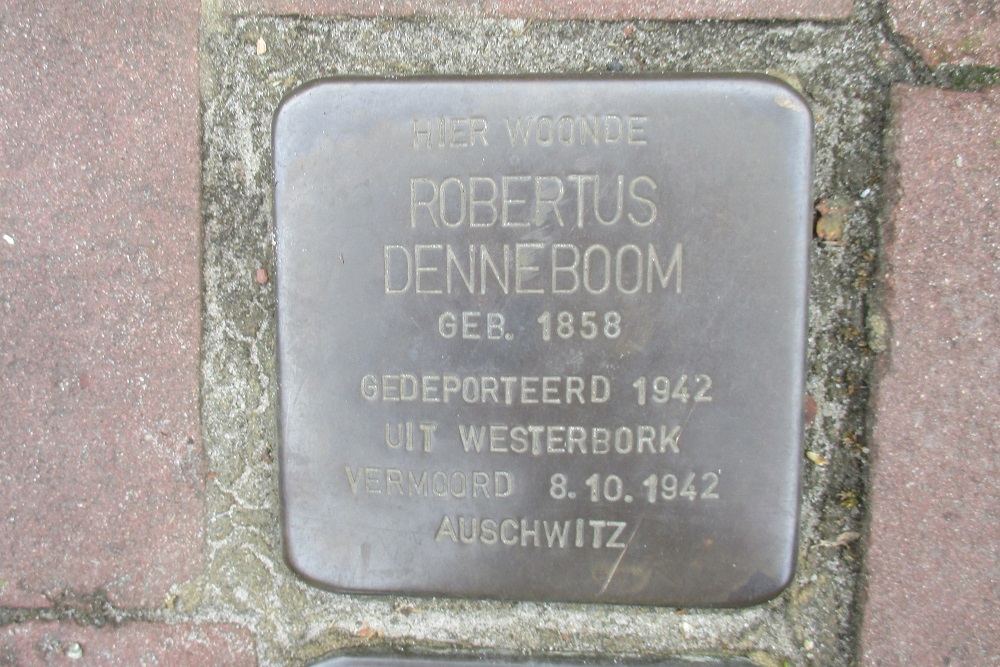 HIER WOONDE
ROBERTUS
DENNEBOOM
GEB. 1858
GEDEPORTEERD 1942
UIT WESTERBORK
VERMOORD 8.10.1942
AUSCHWITZ